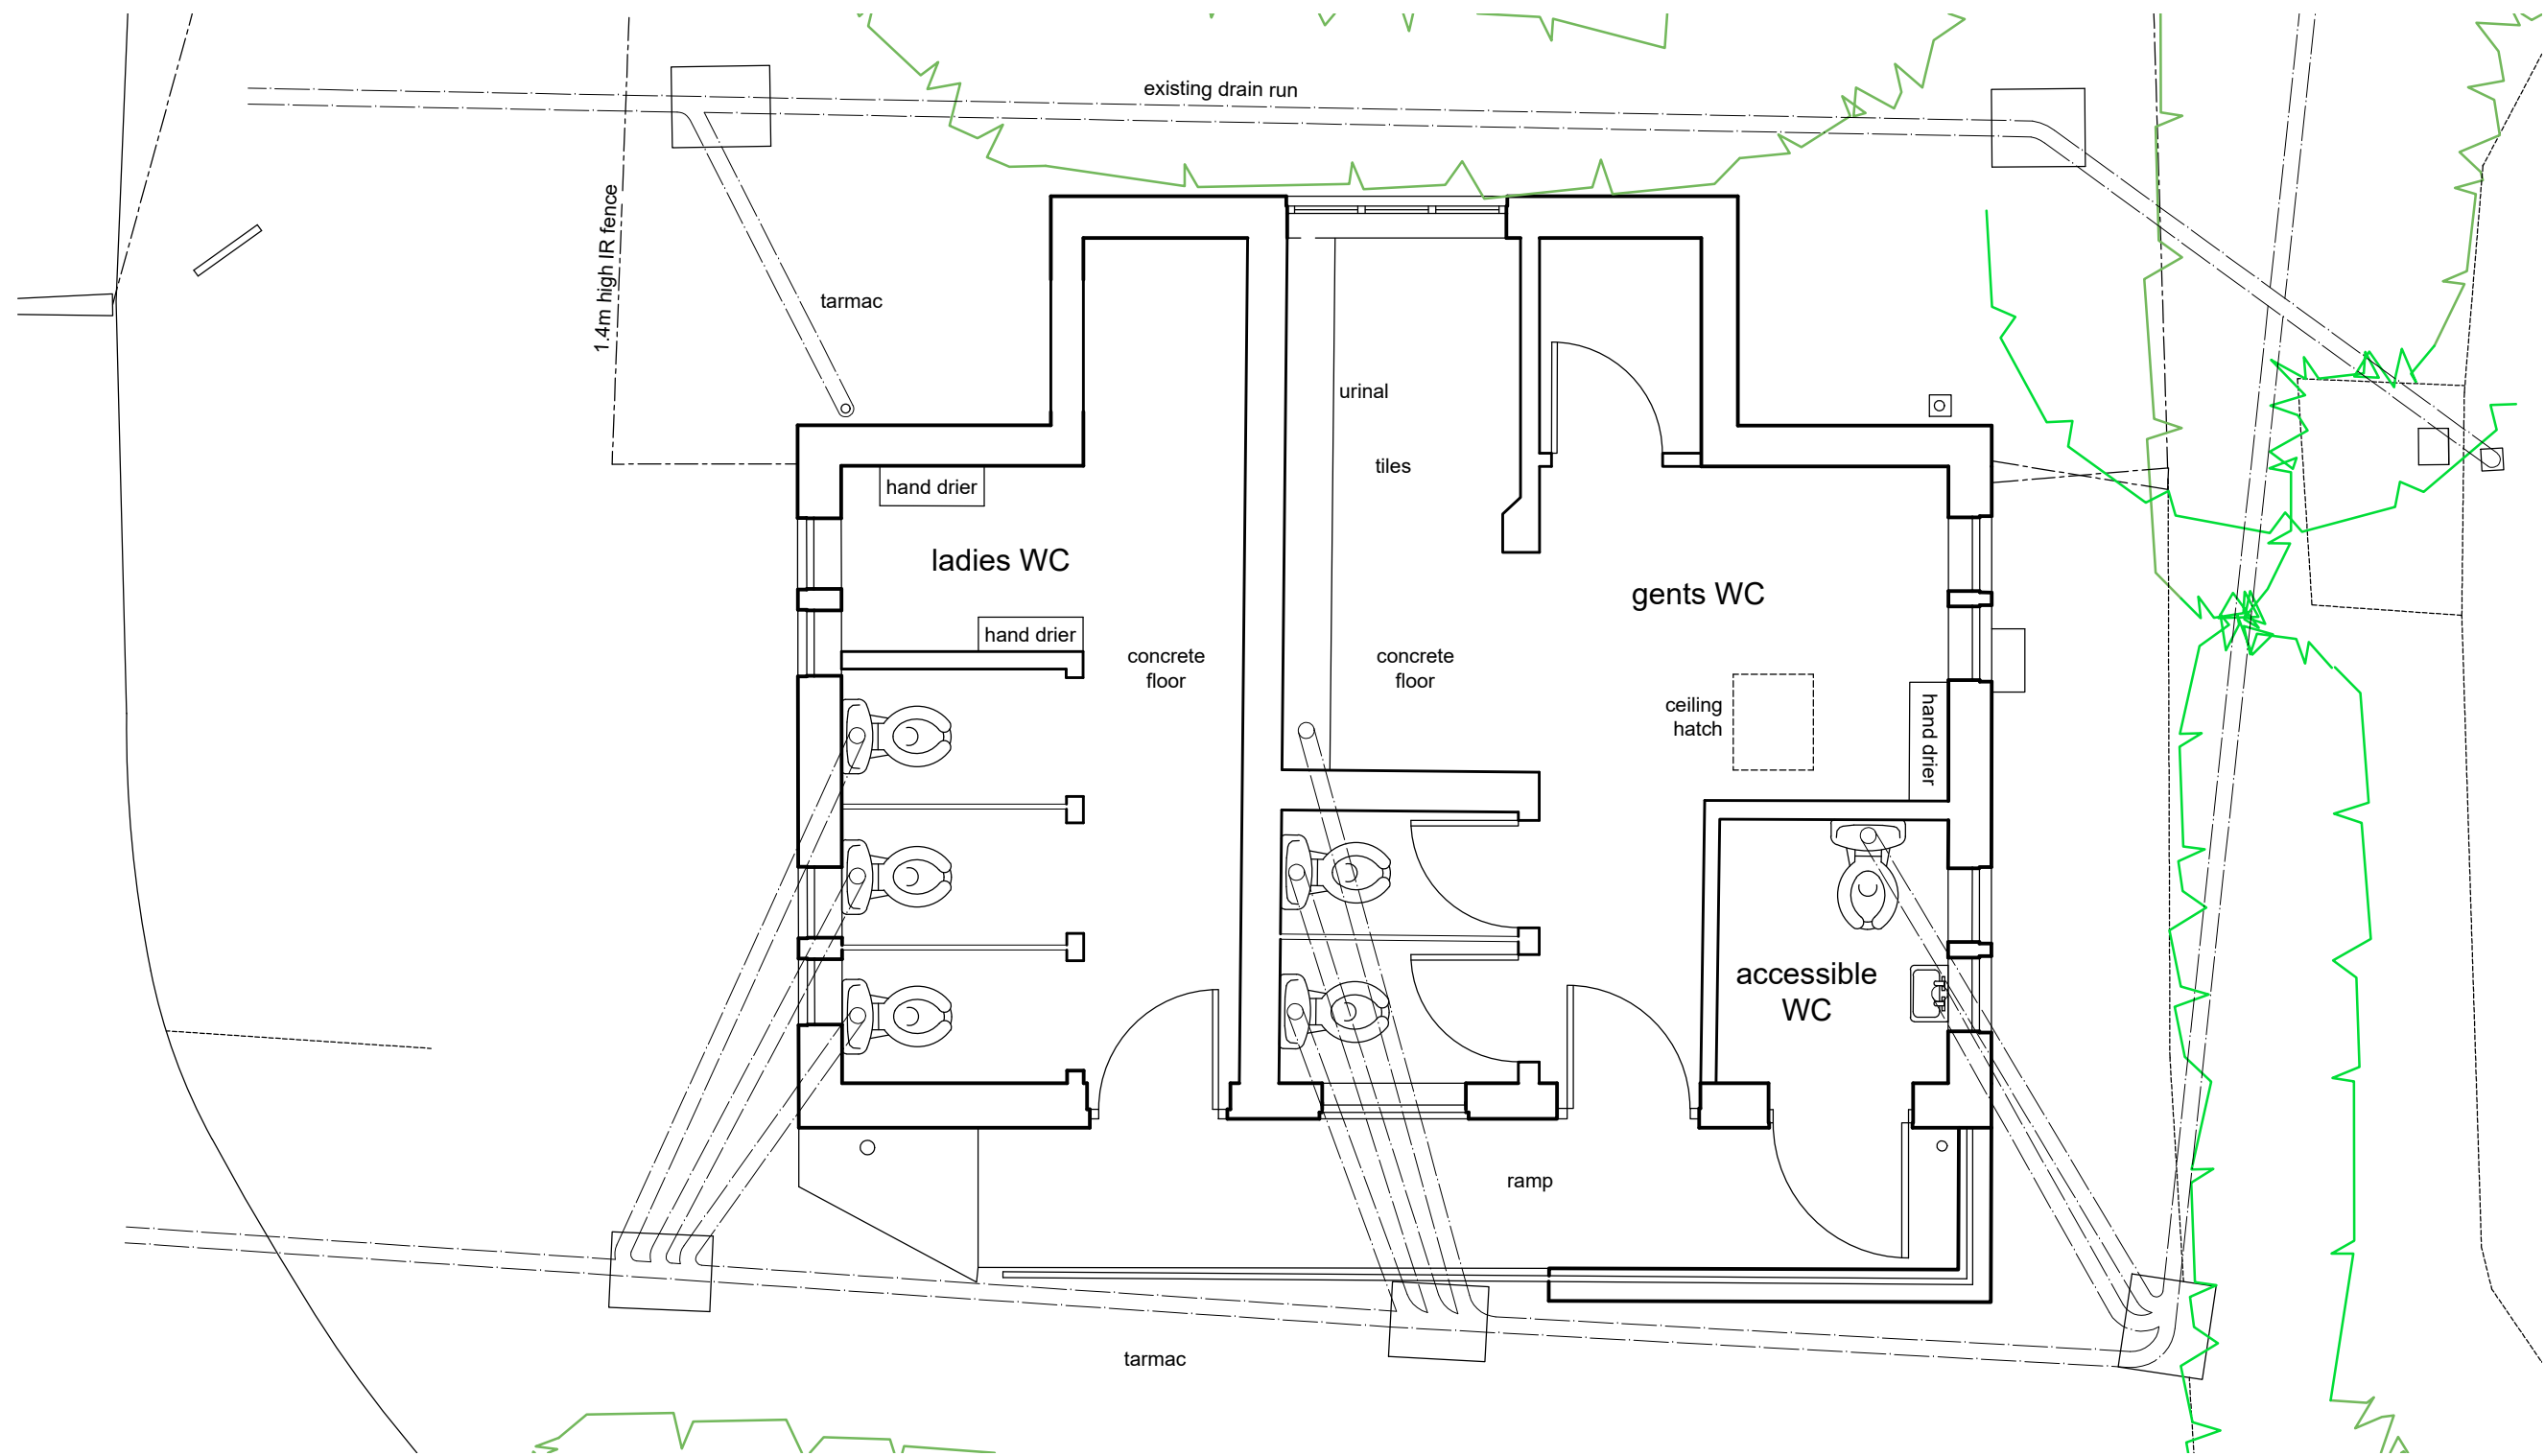 existing drain run
1.4m high IR fence
tarmac
urinal
tiles
hand drier
ladies WC
gents WC
hand drier
concrete
floor
concrete
floor
ceiling
hatch
hand drier
accessible
WC
ramp
tarmac